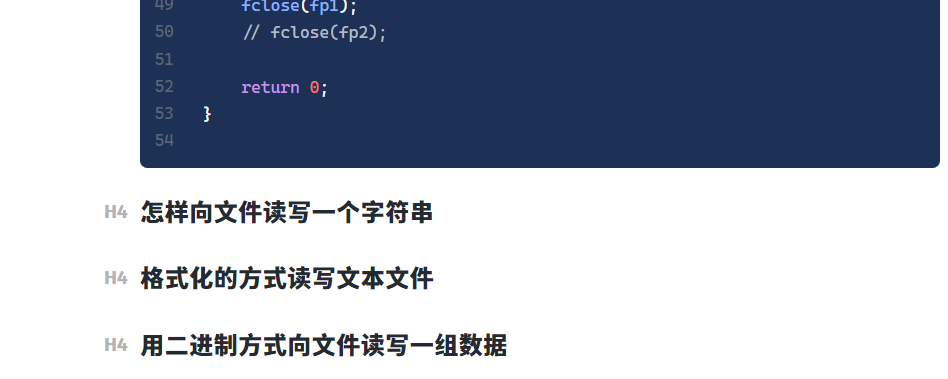 49 fclose(fp1);
50 // fclose(fp2);
51
52 return 0;
53 }
54
H4 怎样向文件读写一个字符串
H4 格式化的方式读写文本文件
H4 用二进制方式向文件读写一组数据